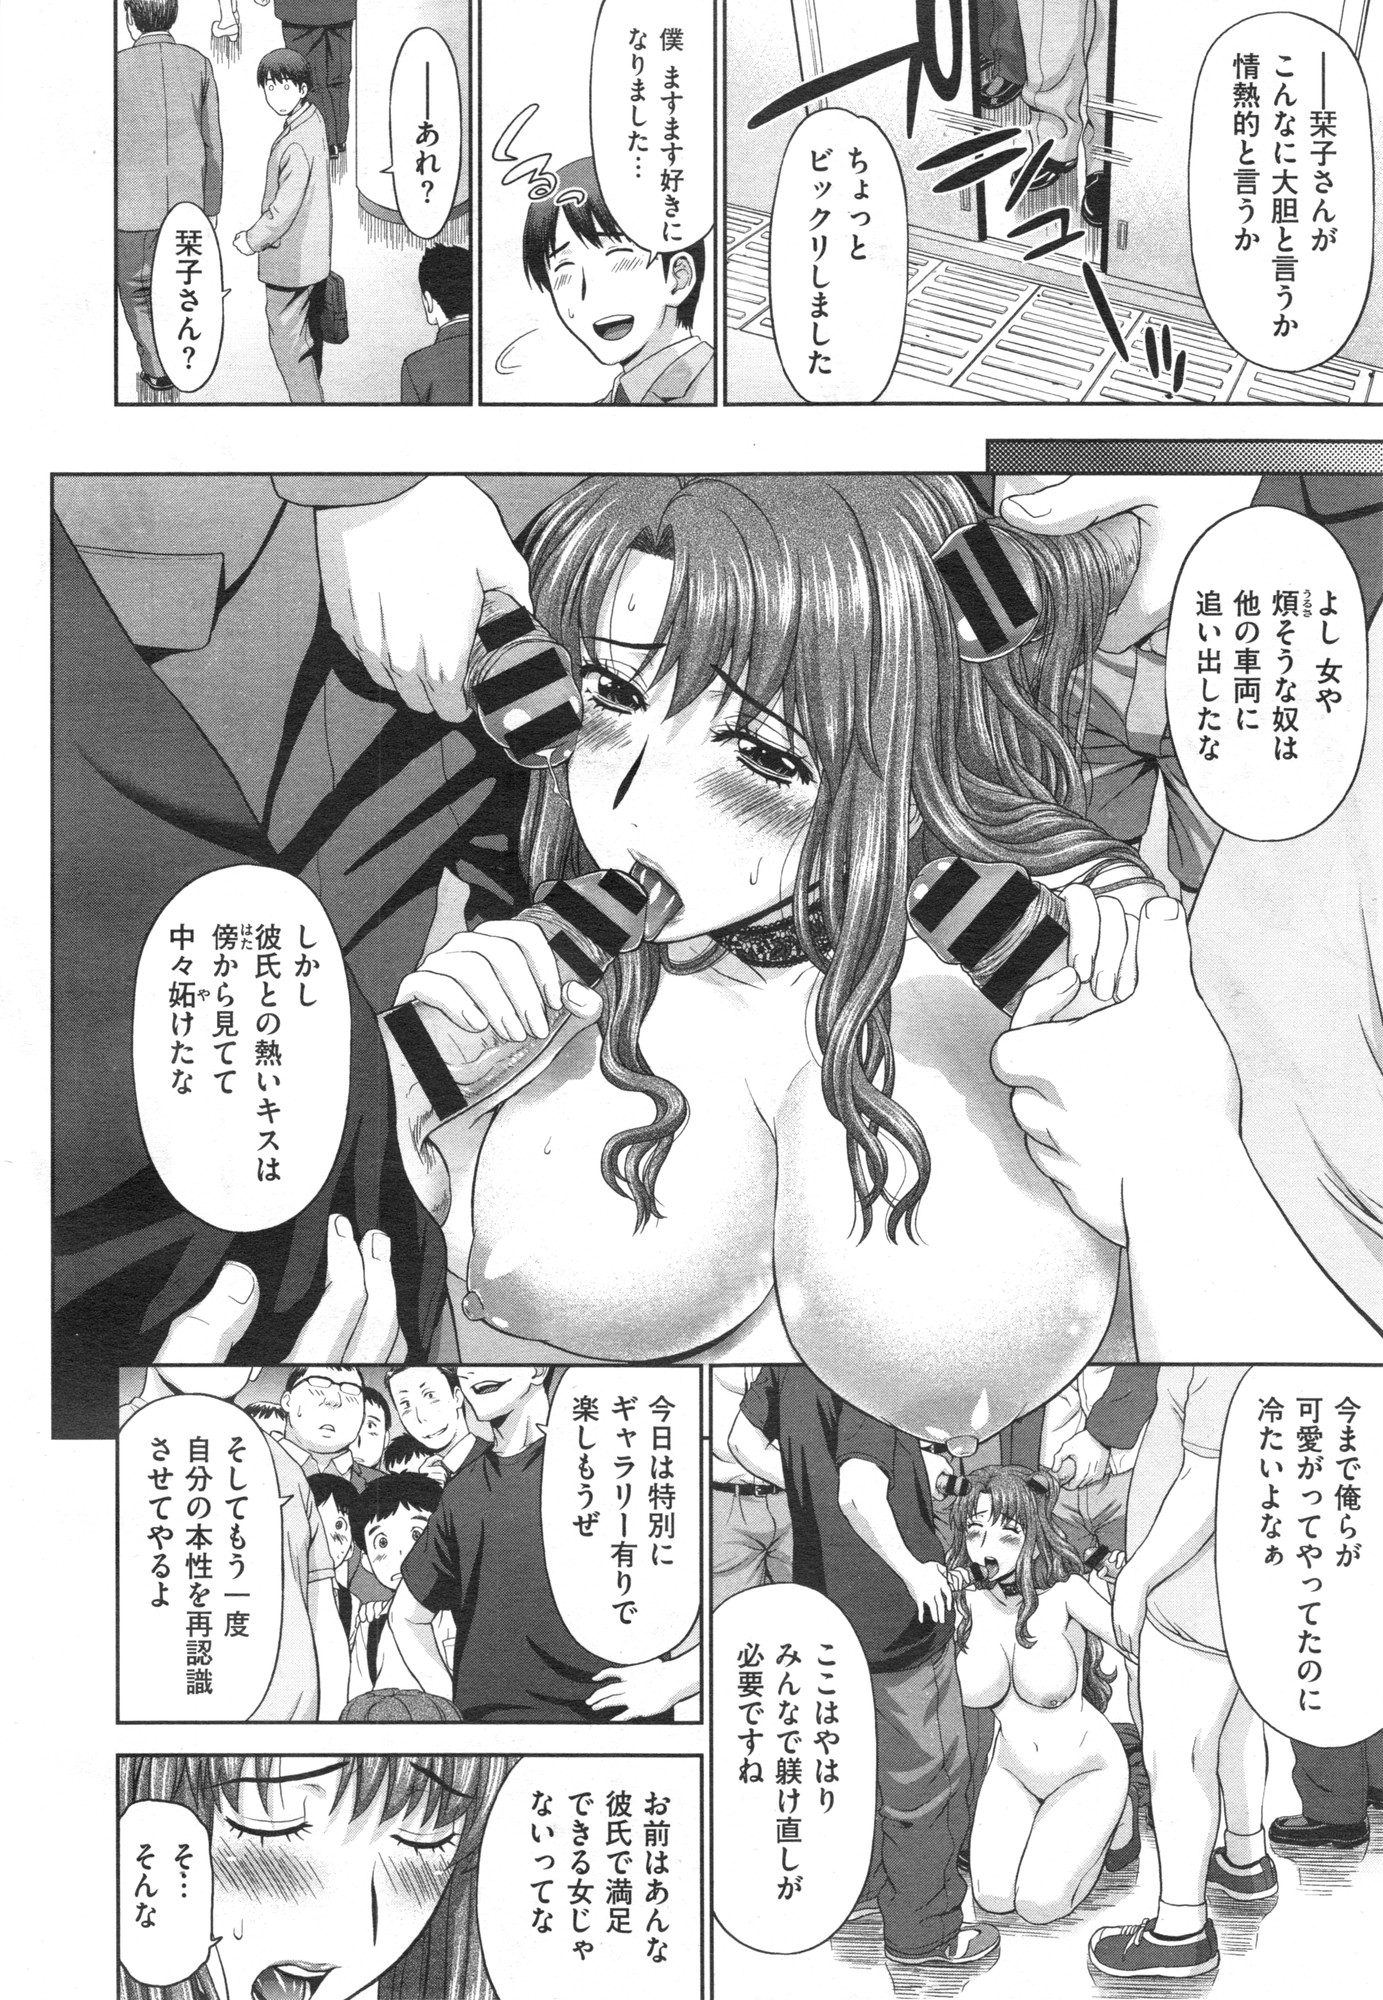 ──栞子さんが
こんなに大胆と言うか
情熱的と言うか
ちょっと
ビックリしました
僕 ますます好きに
なりました…
──あれ?
栞子さん?
よし 女や
煩そうな奴は
うるさ
他の車両に
追い出したな
しかし
彼氏との熱いキスは
傍から見てて
はた
中々妬けたな
や
今まで俺らが
可愛がってやってたのに
冷たいよなぁ
ここはやはり
みんなで躾け直しが
必要ですね
今日は特別に
ギャラリー有りで
楽しもうぜ
そしてもう一度
自分の本性を再認識
させてやるよ
お前はあんな
彼氏で満足
できる女じゃ
ないってな
そ…
そんな